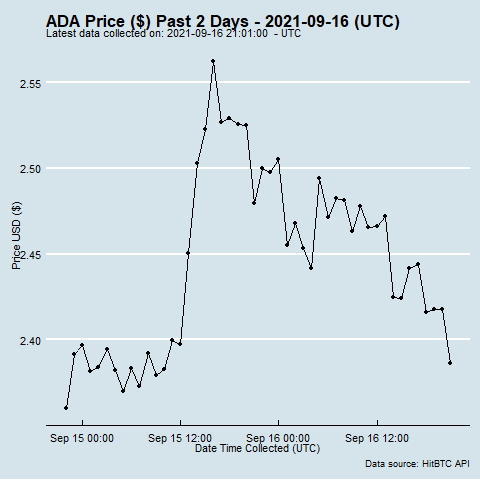 ADA Price ($) Past 2 Days - 2021-09-16 (UTC)
Latest data collected on: 2021-09-16 21:01:00 - UTC
2.55
2.50
2.45
2.40
Price USD ($)
Sep 15 00:00
Sep 15 12:00
Sep 16 00:00
Sep 16 12:00
Date Time Collected (UTC)
Data source: HitBTC API